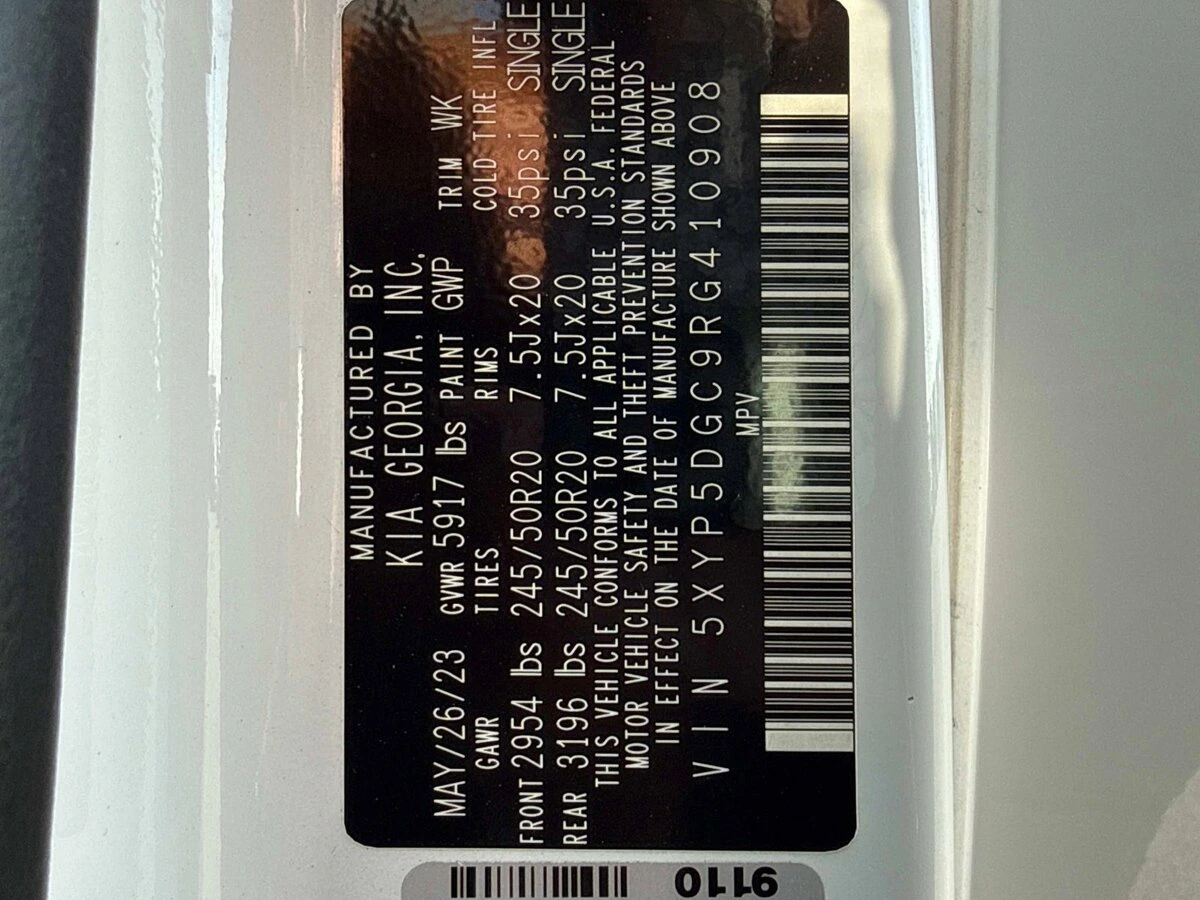 MANUFACTURED BY
KIA GEORGIA, INC.
MAY/26/23 GVWR 5917 lbs PAINT GWP TRIM WK
GAWR TIRES RIMS COLD TIRE INFL
FRONT 2954 lbs 245/50R20 7.5Jx20 35psi SINGLE
REAR 3196 lbs 245/50R20 7.5Jx20 35psi SINGLE
THIS VEHICLE CONFORMS TO ALL APPLICABLE U.S.A. FEDERAL
MOTOR VEHICLE SAFETY AND THEFT PREVENTION STANDARDS
IN EFFECT ON THE DATE OF MANUFACTURE SHOWN ABOVE
VIN 5XYP5DGC9RG410908
MPV
9110